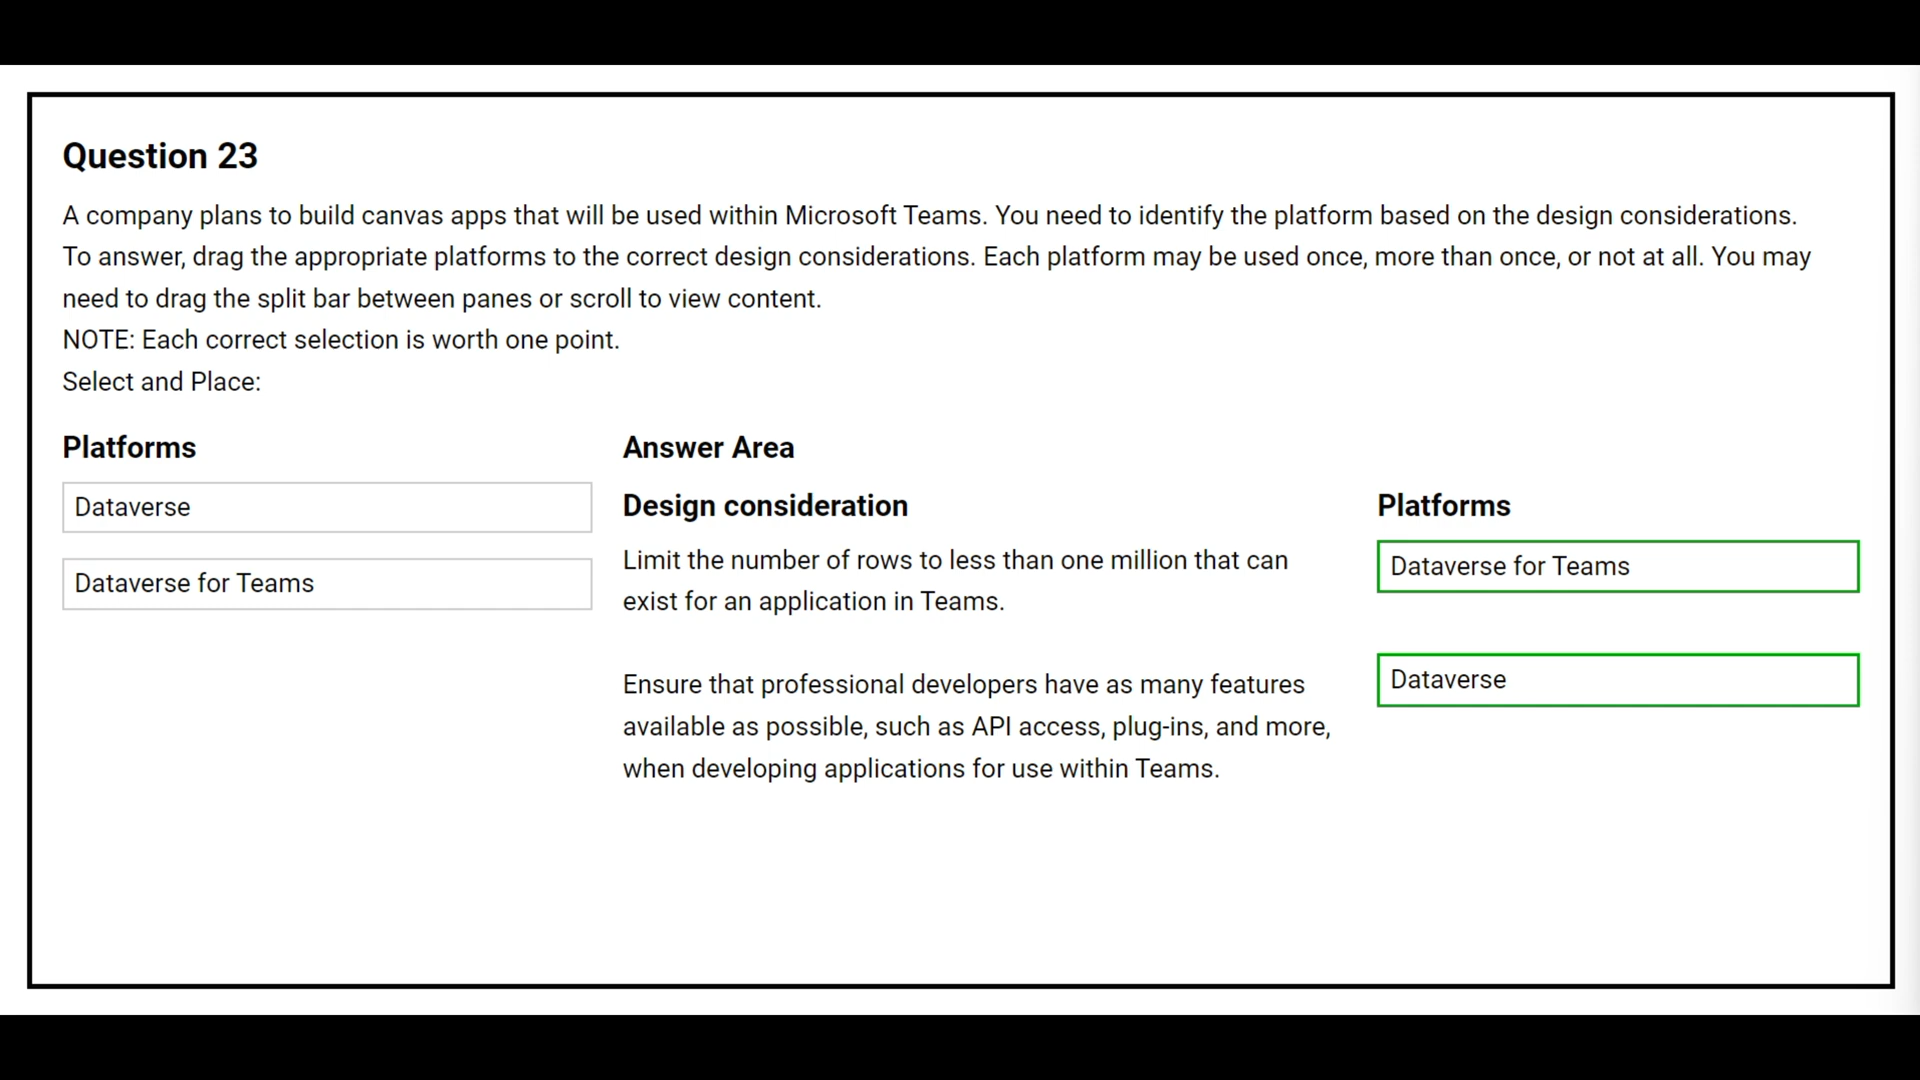 Question 23
A company plans to build canvas apps that will be used within Microsoft Teams. You need to identify the platform based on the design considerations.
To answer, drag the appropriate platforms to the correct design considerations. Each platform may be used once, more than once, or not at all. You may
need to drag the split bar between panes or scroll to view content.
NOTE: Each correct selection is worth one point.
Select and Place:
Platforms
Dataverse
Dataverse for Teams
Answer Area
Design consideration
Limit the number of rows to less than one million that can
exist for an application in Teams.
Ensure that professional developers have as many features
available as possible, such as API access, plug-ins, and more,
when developing applications for use within Teams.
Platforms
Dataverse for Teams
Dataverse